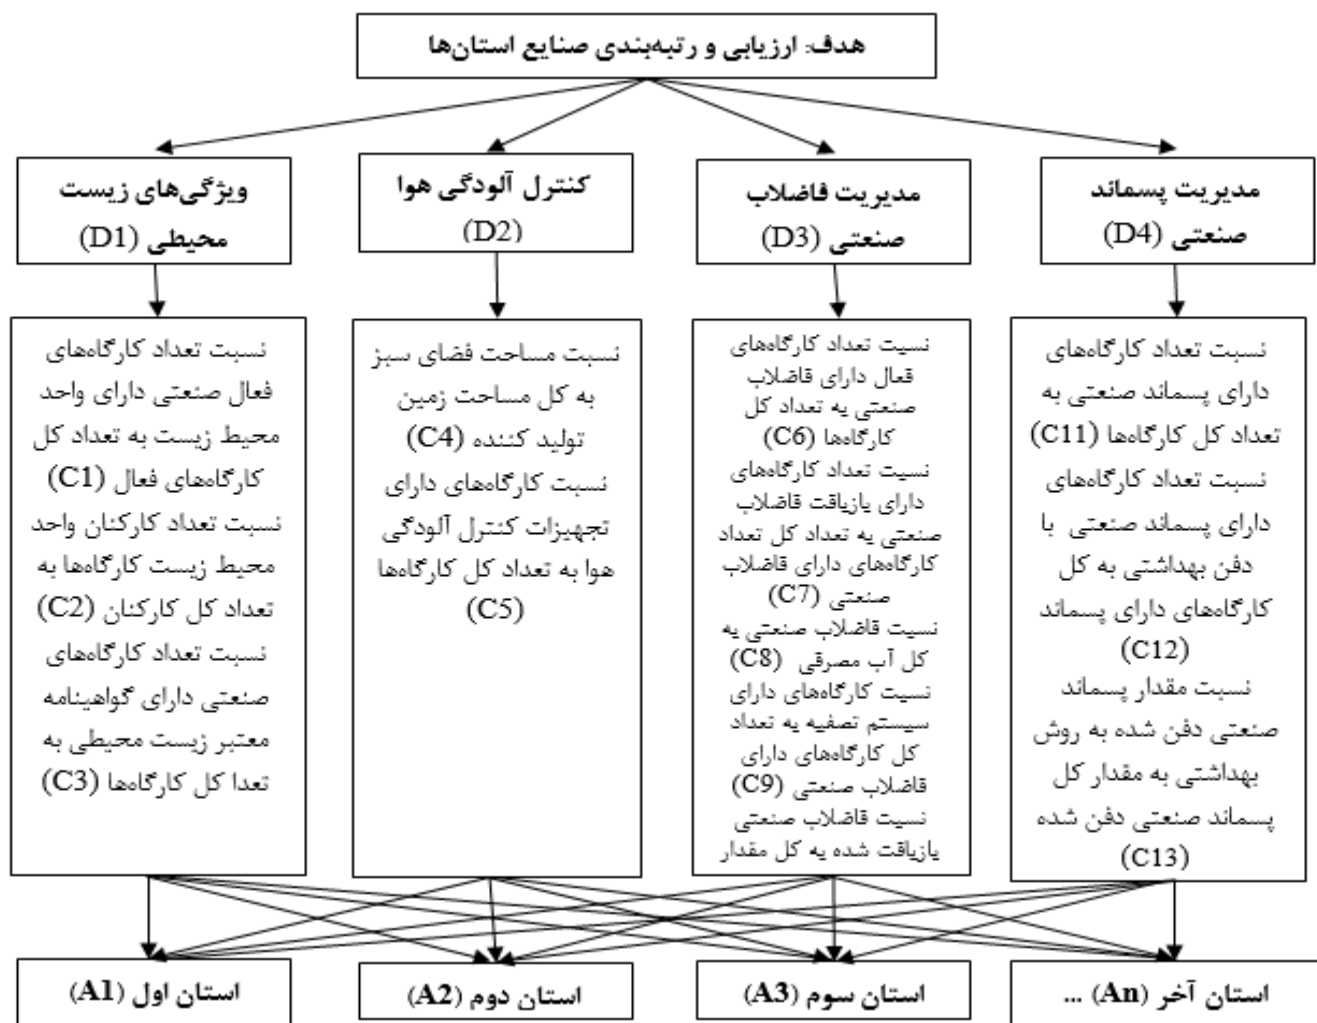 هدف: ارزیابی و رتبه‌بندی صنایع استان‌ها
ویژگی‌های زیست
محیطی (D1)
کنترل آلودگی هوا
(D2)
مدیریت فاضلاب
صنعتی (D3)
مدیریت پسماند
صنعتی (D4)
نسبت تعداد کارگاه‌های
فعال صنعتی دارای واحد
محیط زیست به تعداد کل
کارگاه‌های فعال (C1)
نسبت تعداد کارکنان واحد
محیط زیست کارگاه‌ها به
تعداد کل کارکنان (C2)
نسبت تعداد کارگاه‌های
صنعتی دارای گواهینامه
معتبر زیست محیطی به
تعدا کل کارگاه‌ها (C3)
نسبت مساحت فضای سبز
به کل مساحت زمین
تولید کننده (C4)
نسبت کارگاه‌های دارای
تجهیزات کنترل آلودگی
هوا به تعداد کل کارگاه‌ها
(C5)
نسبت تعداد کارگاه‌های
فعال دارای فاضلاب
صنعتی به تعداد کل
کارگاه‌ها (C6)
نسبت تعداد کارگاه‌های
دارای بازیافت فاضلاب
صنعتی به تعداد کل تعداد
کارگاه‌های دارای فاضلاب
صنعتی (C7)
نسبت فاضلاب صنعتی به
کل آب مصرفی (C8)
نسبت کارگاه‌های دارای
سیستم تصفیه به تعداد
کل کارگاه‌های دارای
فاضلاب صنعتی (C9)
نسبت فاضلاب صنعتی
بازیافت شده به کل مقدار
نسبت تعداد کارگاه‌های
دارای پسماند صنعتی به
تعداد کل کارگاه‌ها (C11)
نسبت تعداد کارگاه‌های
دارای پسماند صنعتی با
دفن بهداشتی به کل
کارگاه‌های دارای پسماند
(C12)
نسبت مقدار پسماند
صنعتی دفن شده به روش
بهداشتی به مقدار کل
پسماند صنعتی دفن شده
(C13)
استان اول (A1)
استان دوم (A2)
استان سوم (A3)
استان آخر (An) ...